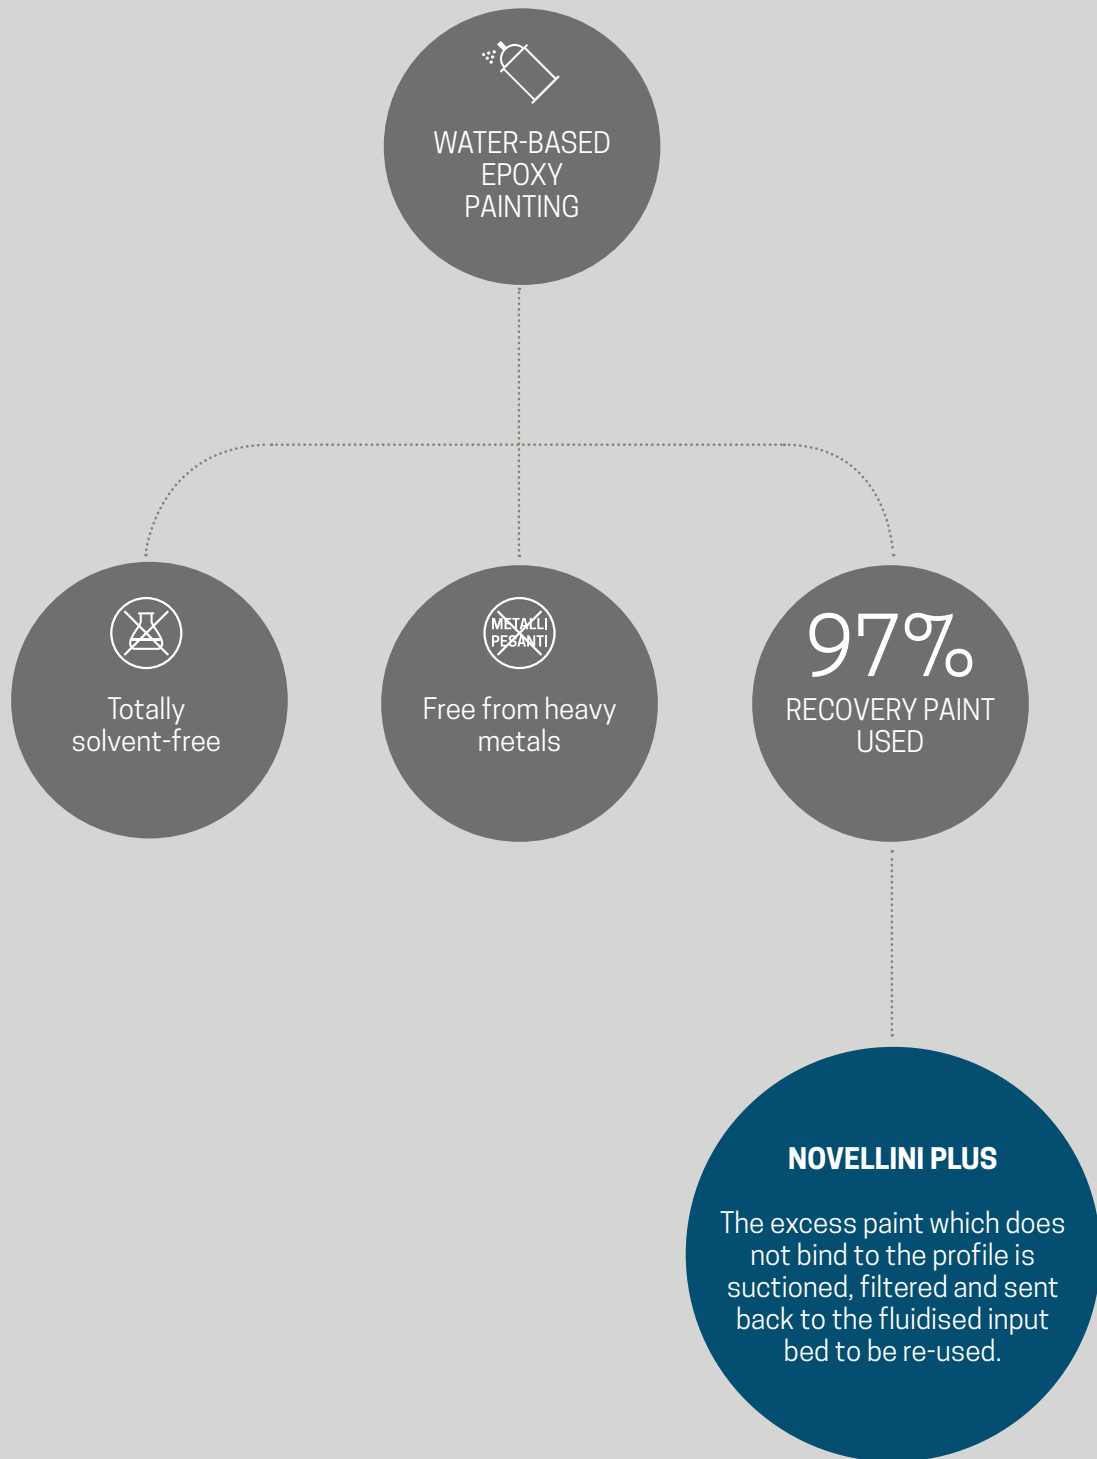 WATER-BASED
EPOXY
PAINTING
Totally
solvent-free
METALLI
PESANTI
Free from heavy
metals
97%
RECOVERY PAINT
USED
NOVELLINI PLUS
The excess paint which does
not bind to the profile is
suctioned, filtered and sent
back to the fluidised input
bed to be re-used.